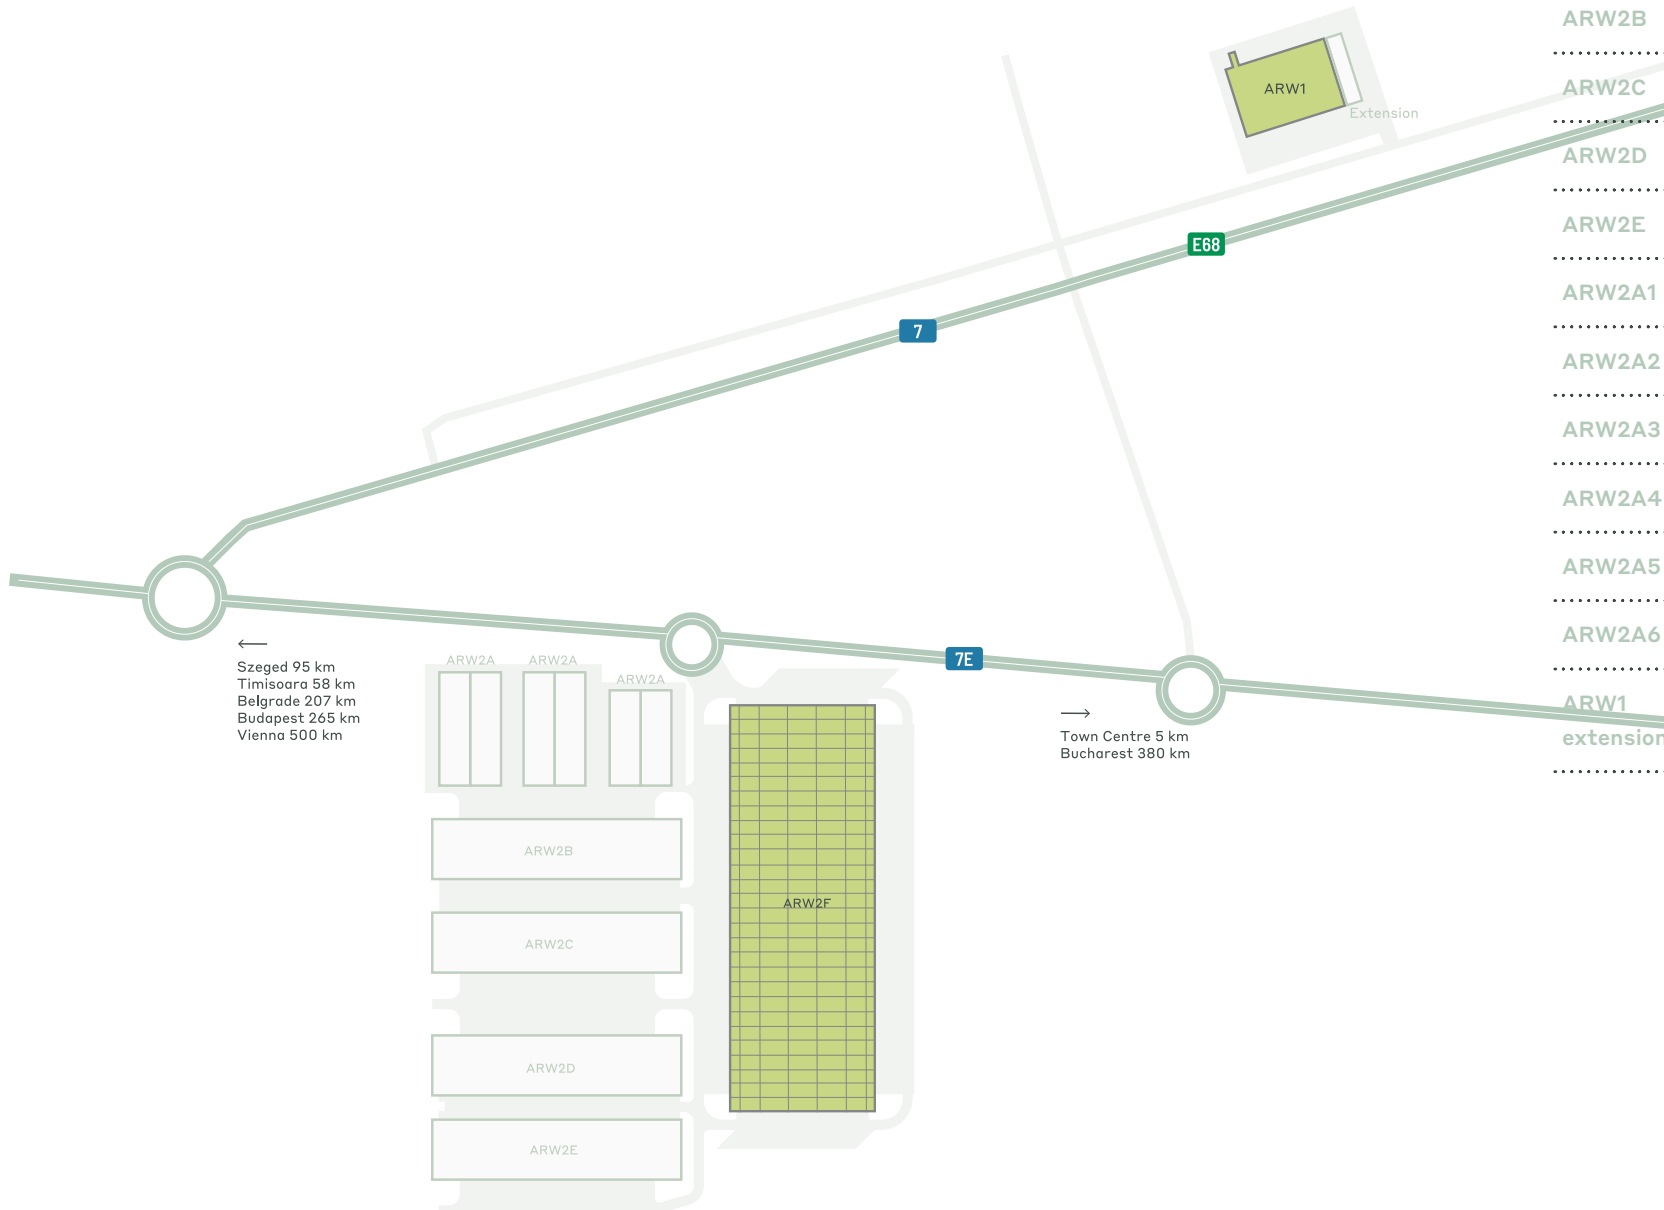 ARW2B
ARW2C
ARW2D
ARW2E
ARW2A1
ARW2A2
ARW2A3
ARW2A4
ARW2A5
ARW2A6
ARW1
extension
ARW1
Extension
E68
7
7E
Szeged 95 km
Timisoara 58 km
Belgrade 207 km
Budapest 265 km
Vienna 500 km
Town Centre 5 km
Bucharest 380 km
ARW2A
ARW2A
ARW2A
ARW2B
ARW2C
ARW2D
ARW2E
ARW2F